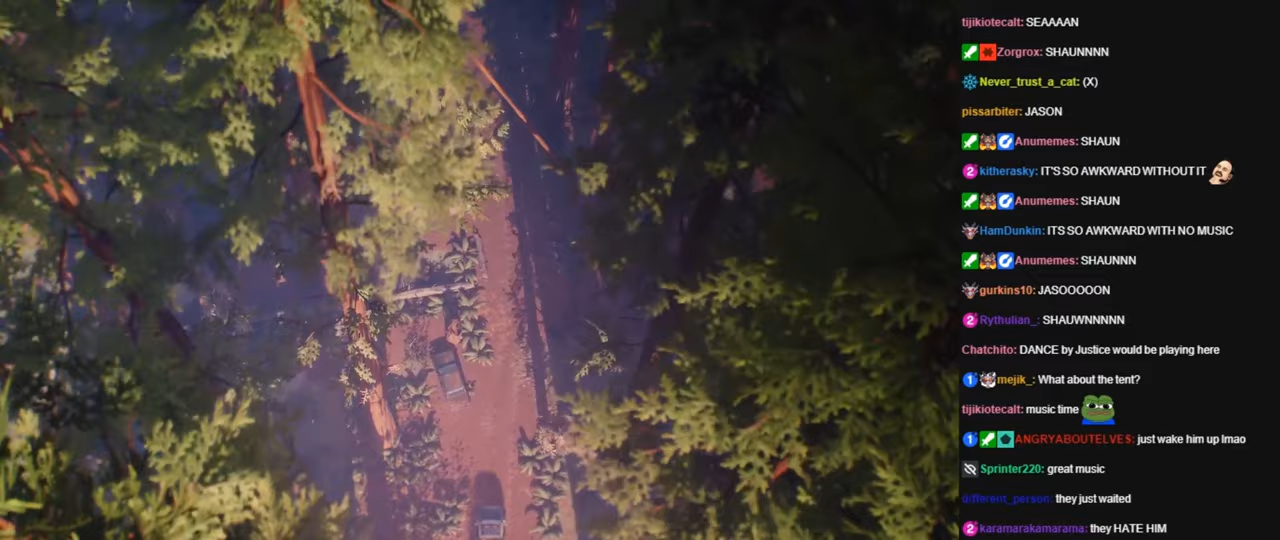 tijikiotecalt: SEAAAAN
Zorgrox: SHAUNNNN
Never_trust_a_cat: (X)
pissarbiter: JASON
Anumemes: SHAUN
kitherasky: IT'S SO AWKWARD WITHOUT IT
Anumemes: SHAUN
HamDunkin: ITS SO AWKWARD WITH NO MUSIC
Anumemes: SHAUNNN
gurkins10: JASOOOOON
Rythulian_: SHAUWNNNNN
Chatchito: DANCE by Justice would be playing here
mejik_: What about the tent?
tijikiotecalt: music time
ANGRYABOUTELVES: just wake him up lmao
Sprinter220: great music
different_person: they just waited
karamarakamarama: they HATE HIM